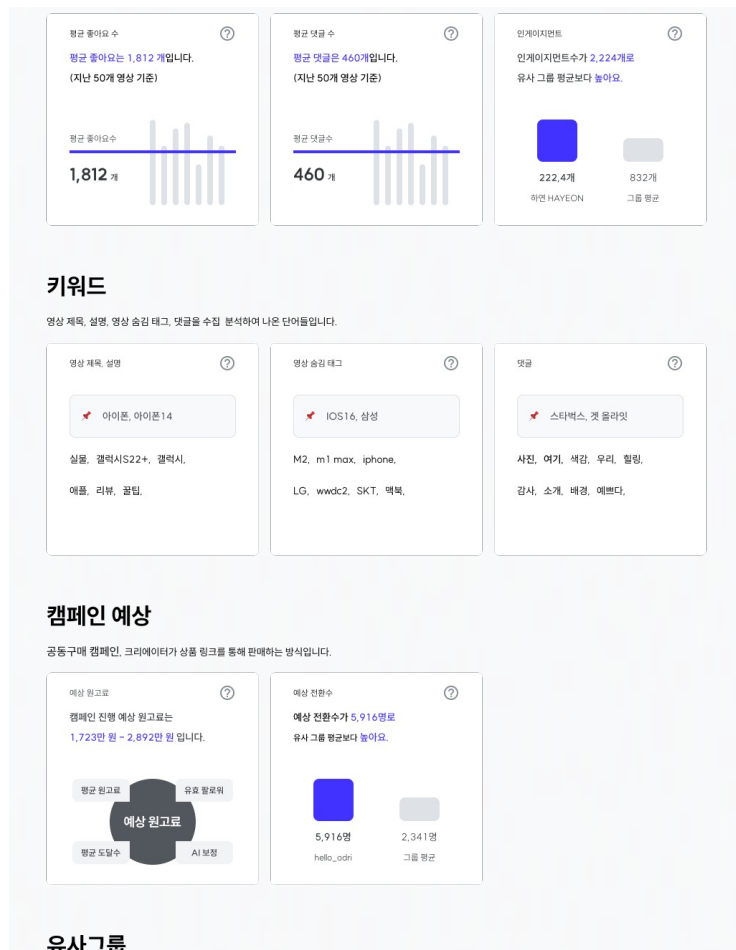 평균 좋아요 수
평균 좋아요는 1,812 개입니다.
(지난 50개 영상 기준)
평균 좋아요수
1,812 개
평균 댓글 수
평균 댓글은 460개입니다.
(지난 50개 영상 기준)
평균 댓글수
460 개
인게이지먼트
인게이지먼트수가 2,224개로
유사 그룹 평균보다 높아요.
222,4개
832개
하연 HAYEON
그룹 평균
키워드
영상 제목, 설명, 영상 숨김 태그, 댓글을 수집 분석하여 나온 단어들입니다.
영상 제목, 설명
아이폰, 아이폰14
실물, 갤럭시S22+, 갤럭시,
애플, 리뷰, 꿀팁,
영상 숨김 태그
IOS16, 삼성
M2, m1 max, iphone,
LG, wwdc2, SKT, 맥북,
댓글
스타벅스, 겟 올라잇
사진, 여기, 색감, 우리, 힐링,
감사, 소개, 배경, 예쁘다,
캠페인 예상
공동구매 캠페인, 크리에이터가 상품 링크를 통해 판매하는 방식입니다.
예상 원고료
캠페인 진행 예상 원고료는
1,723만 원 - 2,892만 원 입니다.
평균 원고료
유효 팔로워
예상 원고료
평균 도달수
AI 보정
예상 전환수
예상 전환수가 5,916명로
유사 그룹 평균보다 높아요.
5,916명
2,341명
hello_odri
그룹 평균
유사그룹